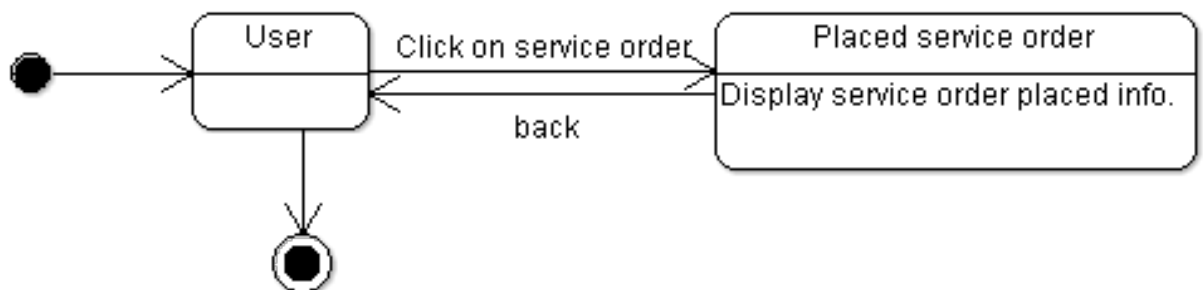 User
Click on service order
Placed service order
Display service order placed info.
back